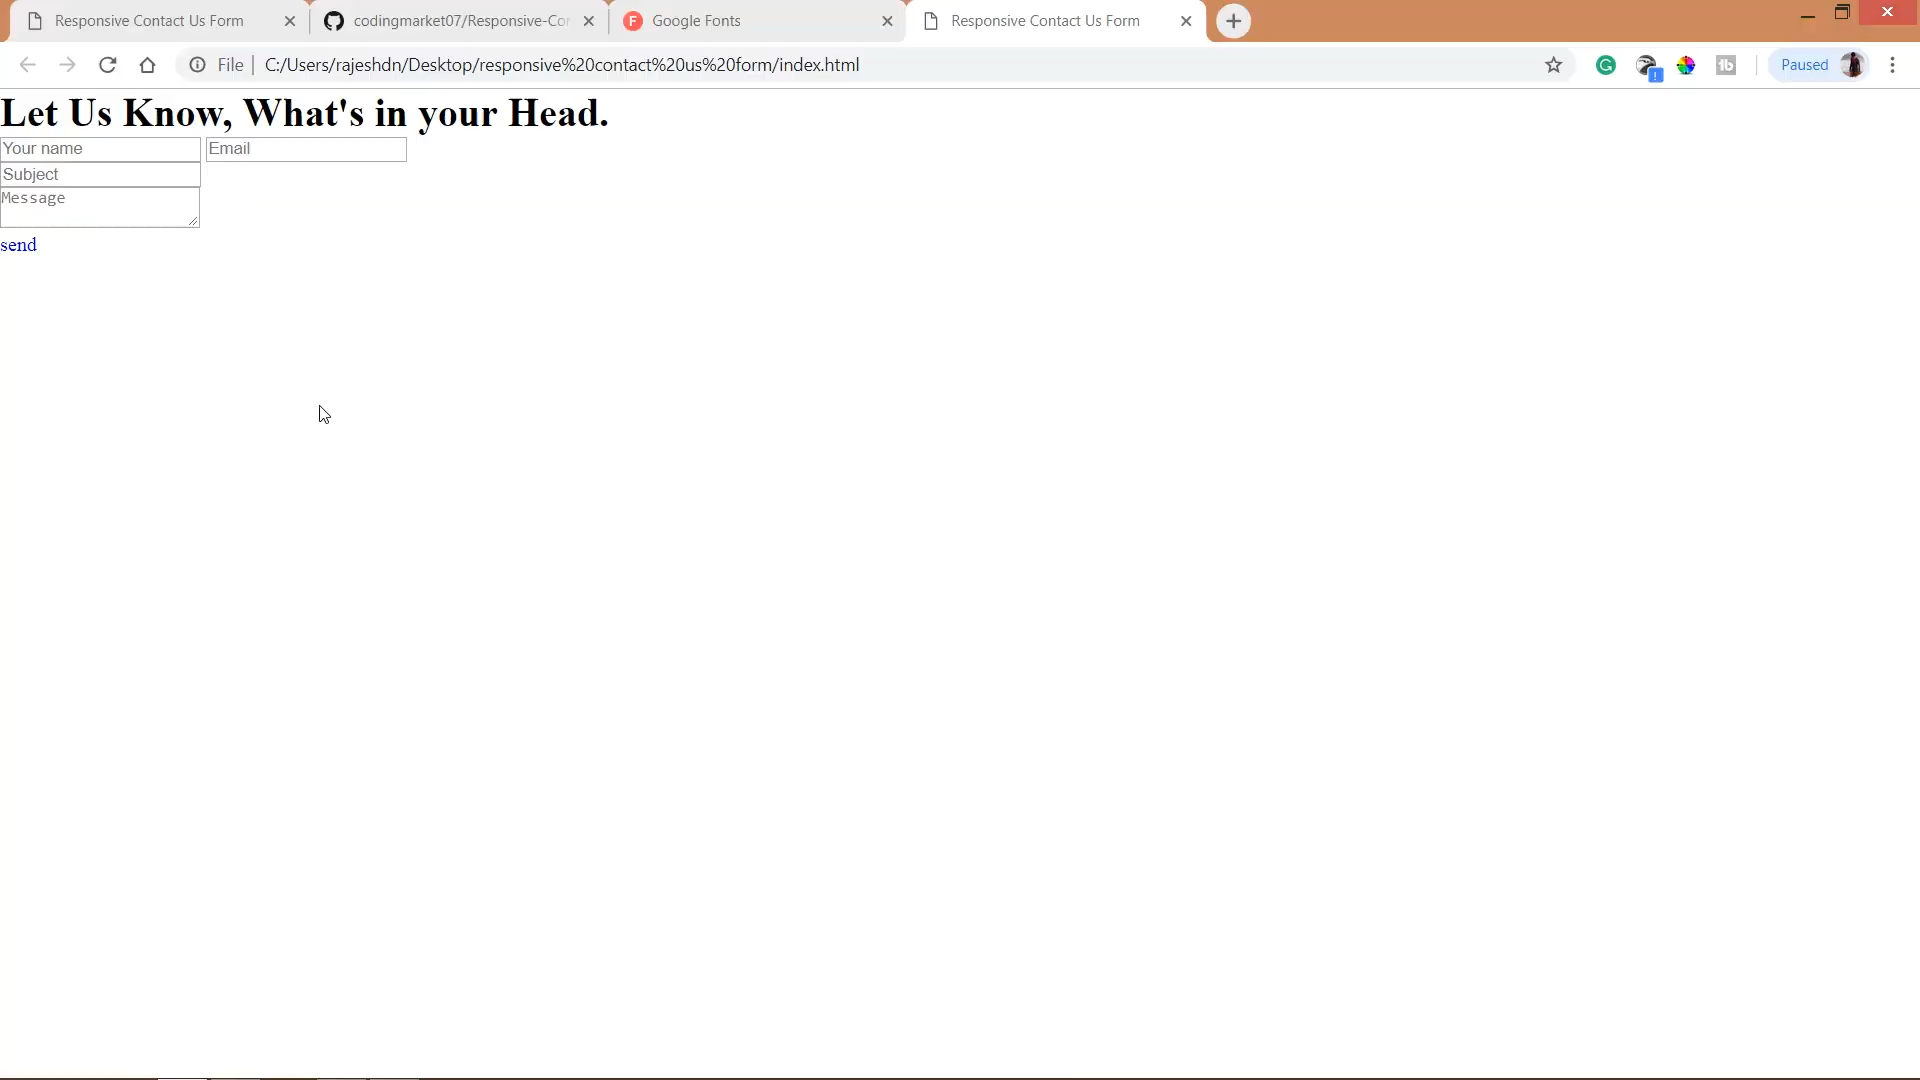 Responsive Contact Us Form
codingmarket07/Responsive-Co
Google Fonts
Responsive Contact Us Form
File
C:/Users/rajeshdn/Desktop/responsive%20contact%20us%20form/index.html
Paused
Let Us Know, What's in your Head.
Your name Email
Subject
Message
send